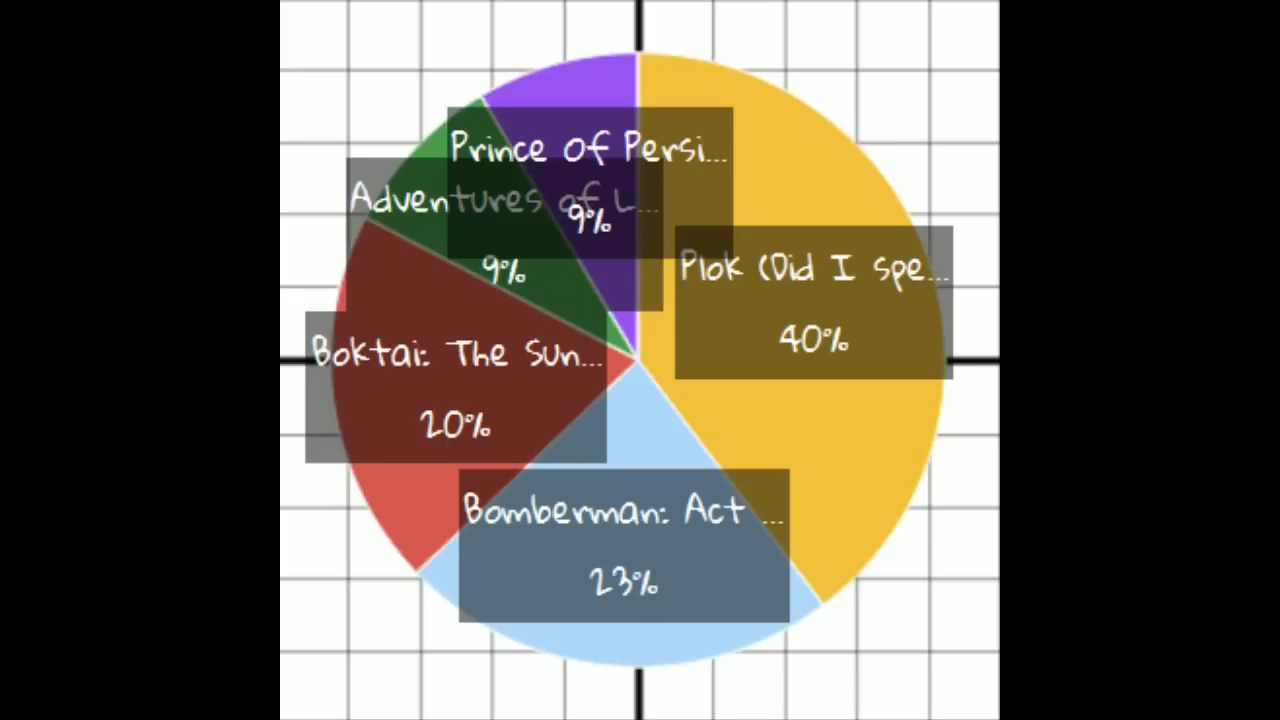 Prince Of Persi...
Adventures of L...
9%
9%
Plok (Did I spe...
40%
Boktai: The Sun...
20%
Bomberman: Act ...
23%